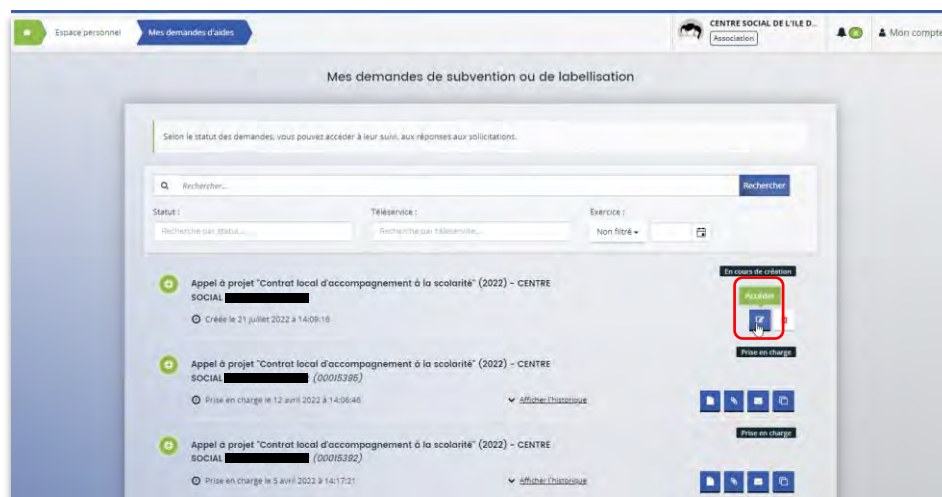 Espace personnel
Mes demandes d'aides
CENTRE SOCIAL DE L'ILE D...
Association
Mon compte
Mes demandes de subvention ou de labellisation
Selon le statut des demandes, vous pouvez accéder à leur suivi, aux réponses aux sollicitations.
Rechercher...
Rechercher
Statut :
Téléservice :
Exercice :
Recherche par statut...
Recherche par téléservice...
Non filtré
En cours de création
Appel à projet "Contrat local d'accompagnement à la scolarité" (2022) - CENTRE
SOCIAL
Accéder
Créée le 21 juillet 2022 à 14:09:16
Prise en charge
Appel à projet "Contrat local d'accompagnement à la scolarité" (2022) - CENTRE
SOCIAL (00015395)
Prise en charge le 12 avril 2022 à 14:06:46
Afficher l'historique
Prise en charge
Appel à projet "Contrat local d'accompagnement à la scolarité" (2022) - CENTRE
SOCIAL (00015392)
Prise en charge le 5 avril 2022 à 14:17:21
Afficher l'historique